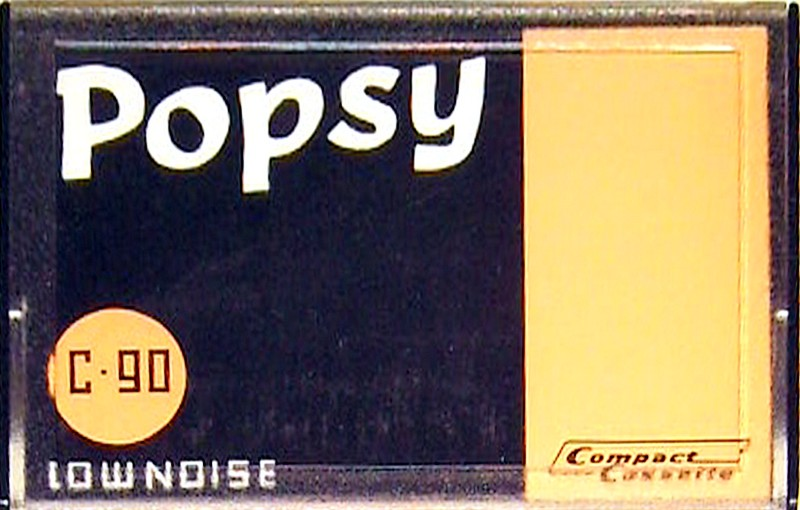 Popsy
C·90
LOWNOISE
Compact
Cassette